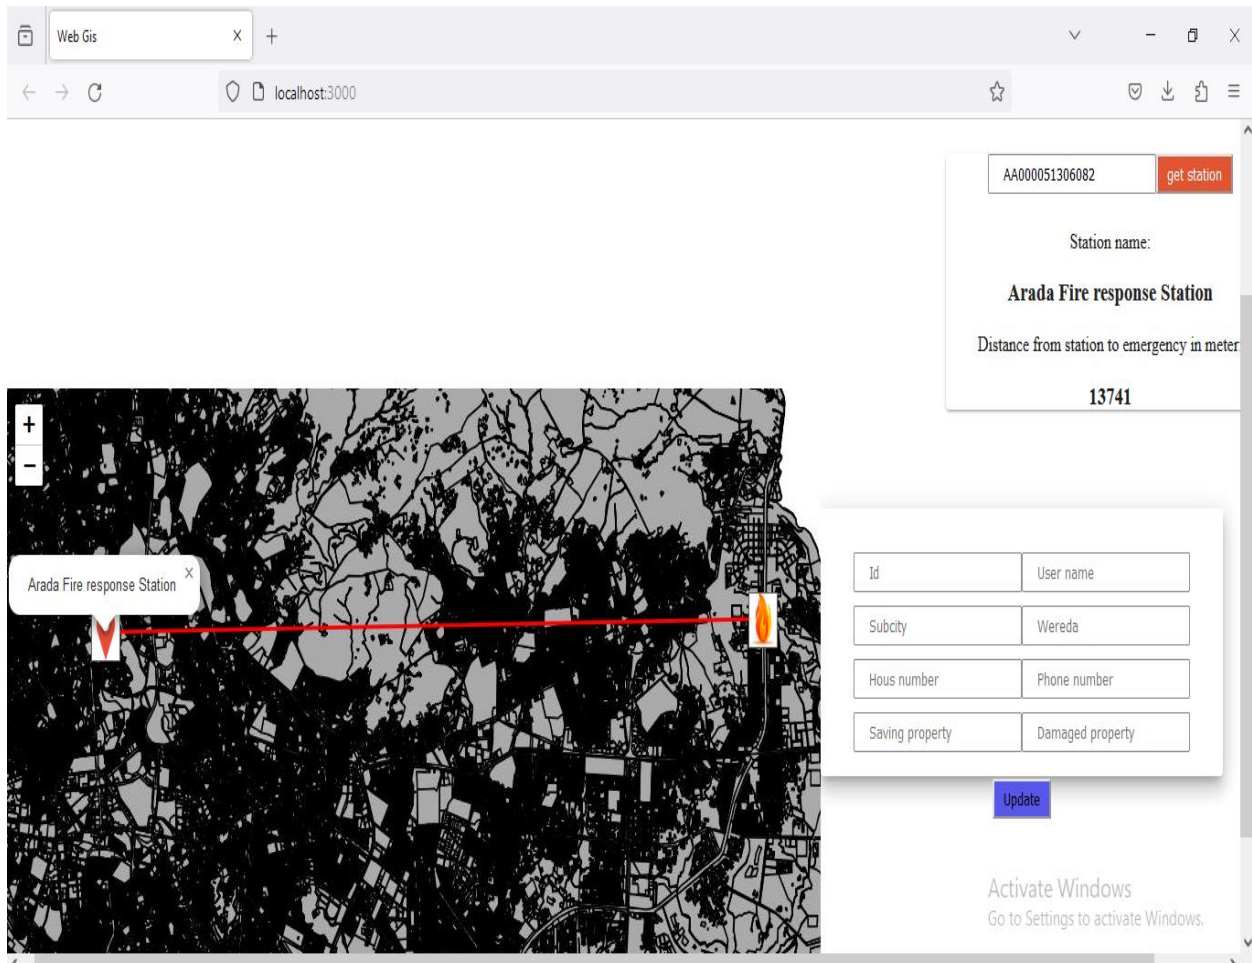 Web Gis
localhost:3000
AA000051306082 get station
Station name:
Arada Fire response Station
Distance from station to emergency in meter
13741
+
−
Arada Fire response Station X
Id User name
Subcity Wereda
Hous number Phone number
Saving property Damaged property
Update
Activate Windows
Go to Settings to activate Windows.